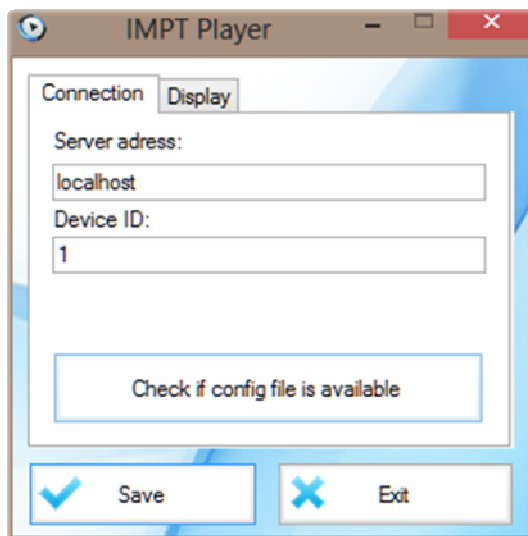 IMPT Player
Connection Display
Server adress:
localhost
Device ID:
1
Check if config file is available
Save Exit